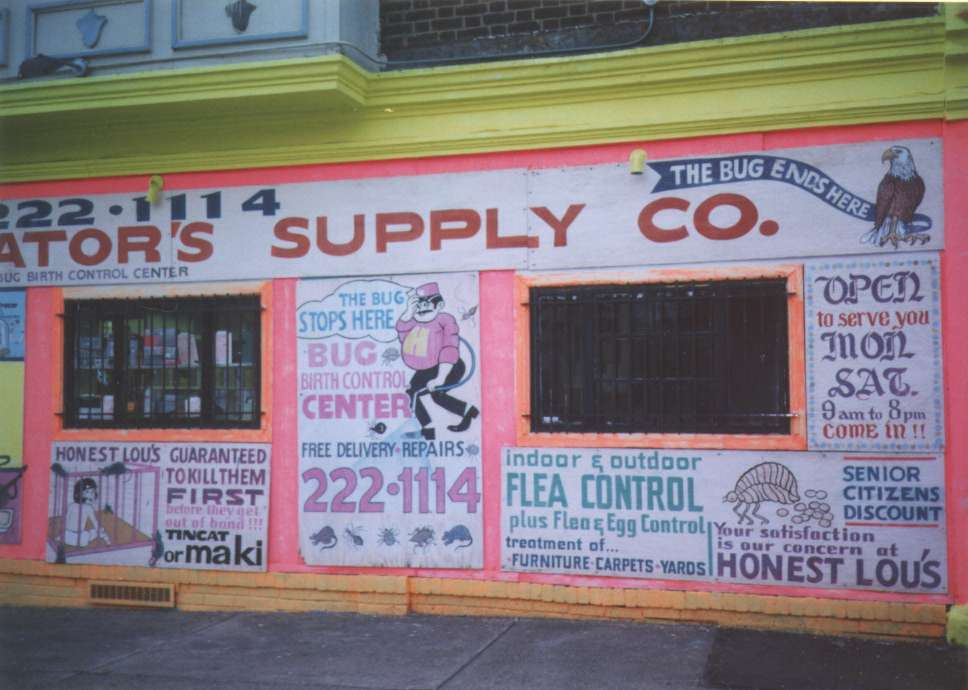 222·1114
ATOR'S SUPPLY CO.
BUG BIRTH CONTROL CENTER
THE BUG ENDS HERE
OPEN
to serve you
MON
SAT.
9am to 8pm
COME IN !!
THE BUG
STOPS HERE
BUG
BIRTH CONTROL
CENTER
H
FREE DELIVERY·REPAIRS
222·1114
HONEST LOU'S GUARANTEED
TO KILL THEM
FIRST
before they get
out of hand !!!
TINCAT
or maki
indoor & outdoor
FLEA CONTROL
plus Flea & Egg Control
treatment of...
FURNITURE·CARPETS·YARDS
SENIOR
CITIZENS
DISCOUNT
Your satisfaction
is our concern at
HONEST LOU'S